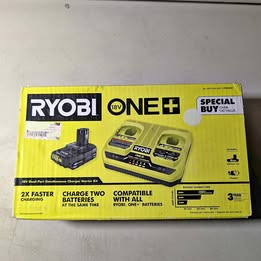 RYOBI 18V ONE+
SPECIAL
BUY
18V Dual-Port Simultaneous Charger Starter Kit
2X FASTER
CHARGING
CHARGE TWO
BATTERIES
AT THE SAME TIME
COMPATIBLE
WITH ALL
RYOBI ONE+ BATTERIES
3